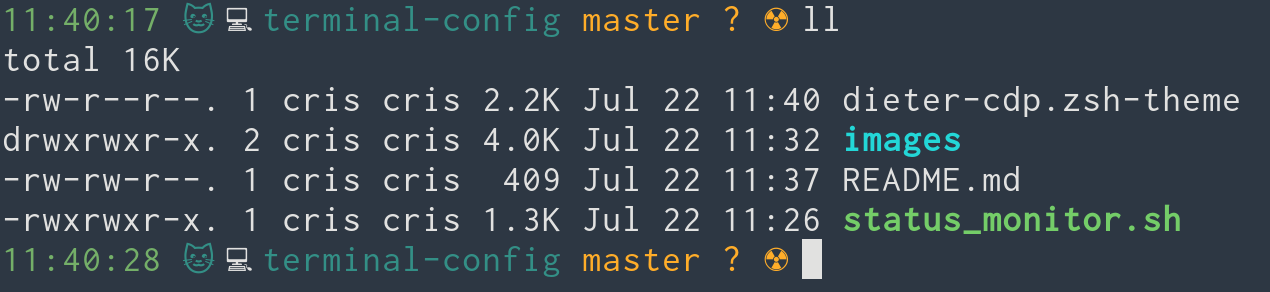 11:40:17 🐱 💻 terminal-config master ? ☢ ll
total 16K
-rw-r--r--. 1 cris cris 2.2K Jul 22 11:40 dieter-cdp.zsh-theme
drwxrwxr-x. 2 cris cris 4.0K Jul 22 11:32 images
-rw-rw-r--. 1 cris cris  409 Jul 22 11:37 README.md
-rwxrwxr-x. 1 cris cris 1.3K Jul 22 11:26 status_monitor.sh
11:40:28 🐱 💻 terminal-config master ? ☢